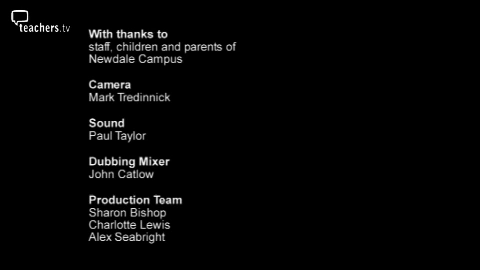 teachers.tv
With thanks to
staff, children and parents of
Newdale Campus
Camera
Mark Tredinnick
Sound
Paul Taylor
Dubbing Mixer
John Catlow
Production Team
Sharon Bishop
Charlotte Lewis
Alex Seabright